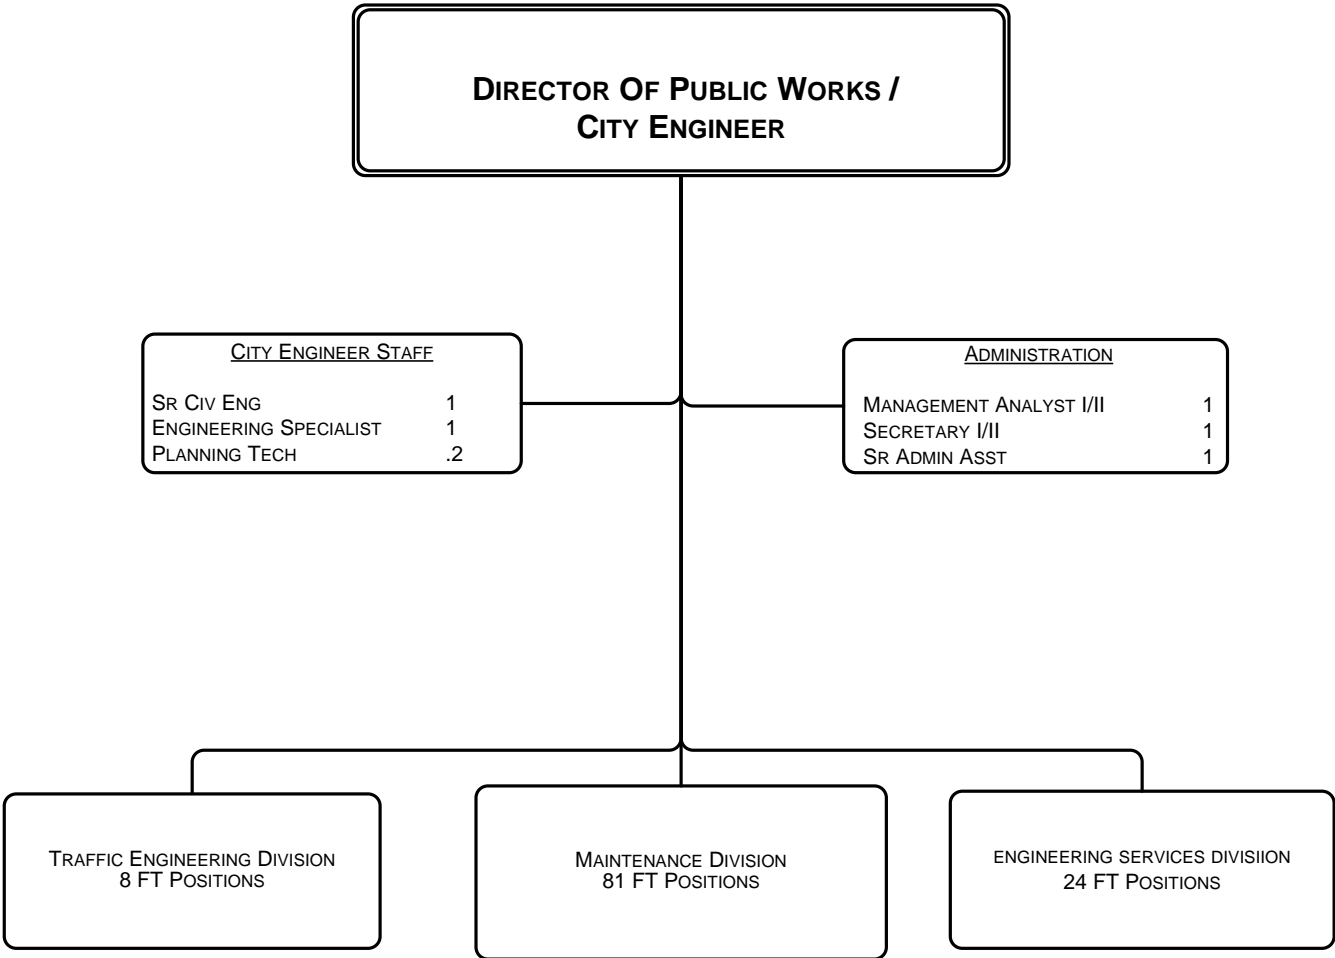 DIRECTOR OF PUBLIC WORKS /
CITY ENGINEER
CITY ENGINEER STAFF
SR CIV ENG 1
ENGINEERING SPECIALIST 1
PLANNING TECH .2
ADMINISTRATION
MANAGEMENT ANALYST I/II 1
SECRETARY I/II 1
SR ADMIN ASST 1
TRAFFIC ENGINEERING DIVISION
8 FT POSITIONS
MAINTENANCE DIVISION
81 FT POSITIONS
ENGINEERING SERVICES DIVISIION
24 FT POSITIONS